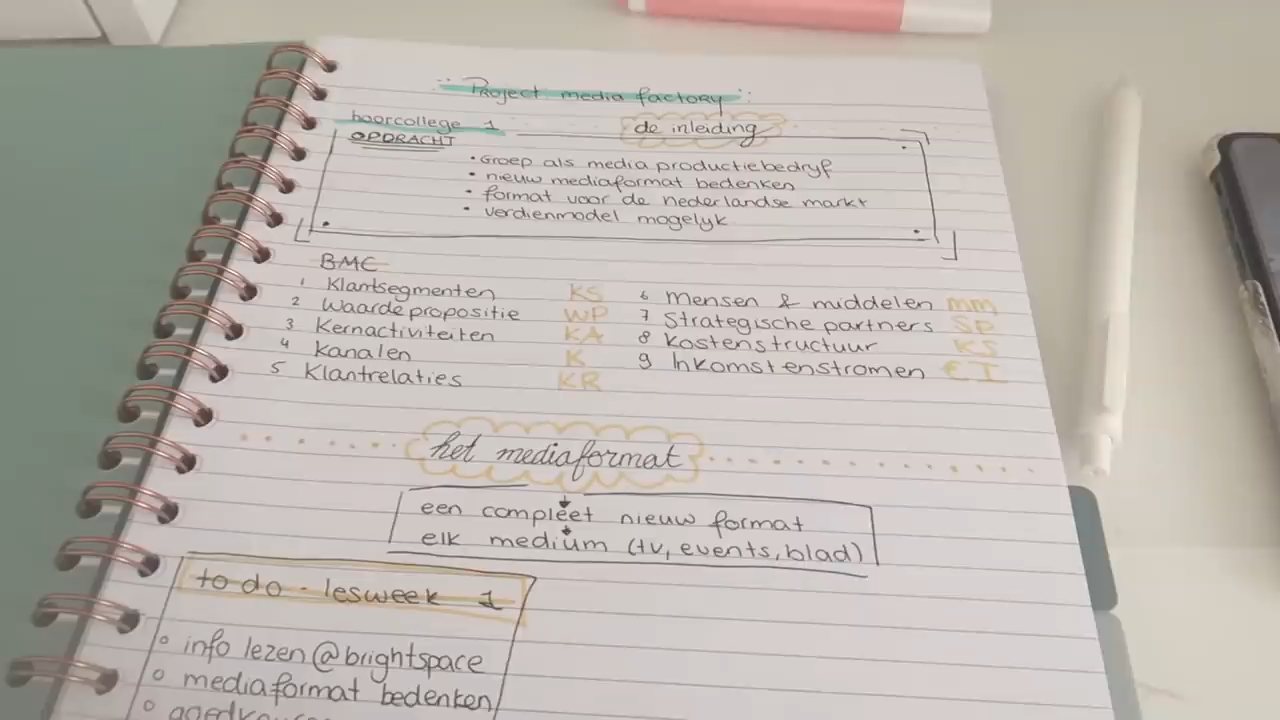 Project media factory
hoorcollege 1
de inleiding
OPDRACHT
• Groep als media productiebedryf
• nieuw mediaformat bedenken
• format voor de nederlandse markt
• verdienmodel mogelyk
BMC
1 Klantsegmenten KS
2 Waardepropositie WP
3 Kernactiviteiten KA
4 Kanalen K
5 Klantrelaties KR
6 Mensen & middelen mm
7 Strategische partners SP
8 Kostenstructuur KS
9 Inkomstenstromen € I
het mediaformat
een compleet nieuw format
elk medium (tv, events, blad)
to do - lesweek 1
o info lezen @brightspace
o mediaformat bedenken